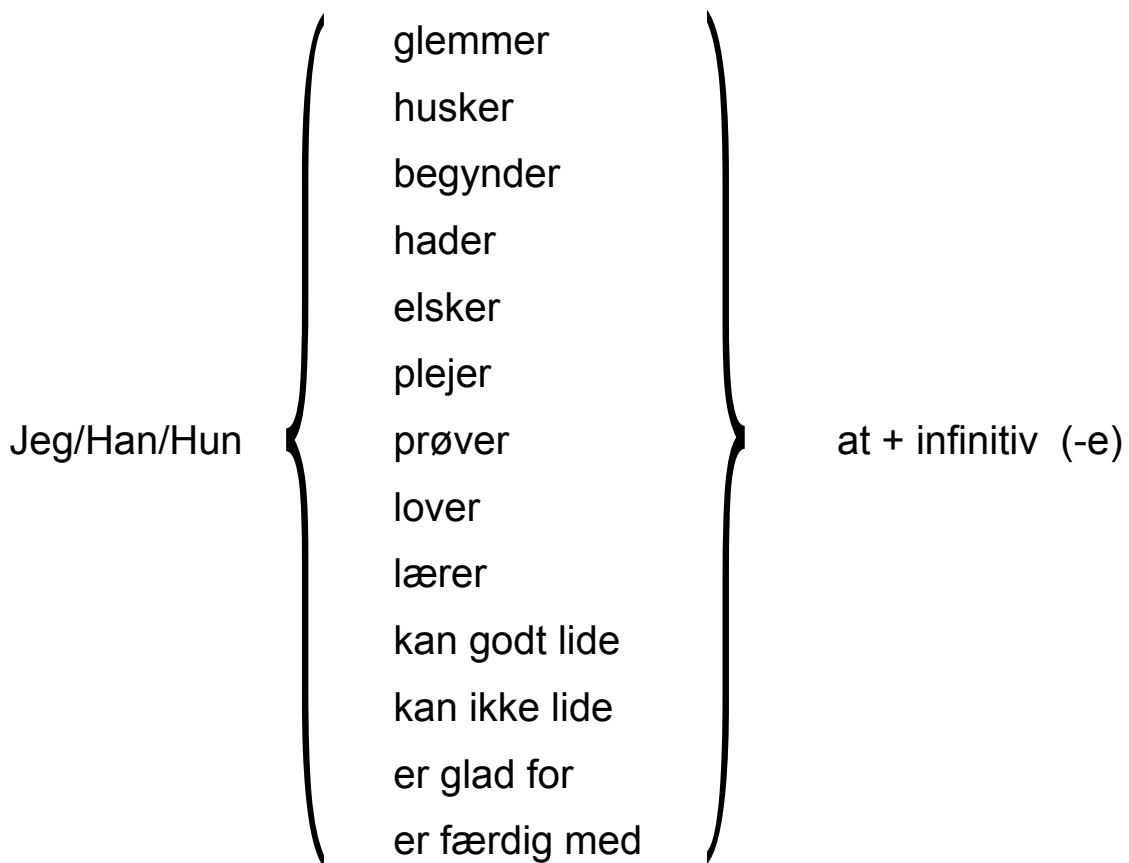 glemmer
husker
begynder
hader
elsker
plejer
Jeg/Han/Hun prøver at + infinitiv (-e)
lover
lærer
kan godt lide
kan ikke lide
er glad for
er færdig med